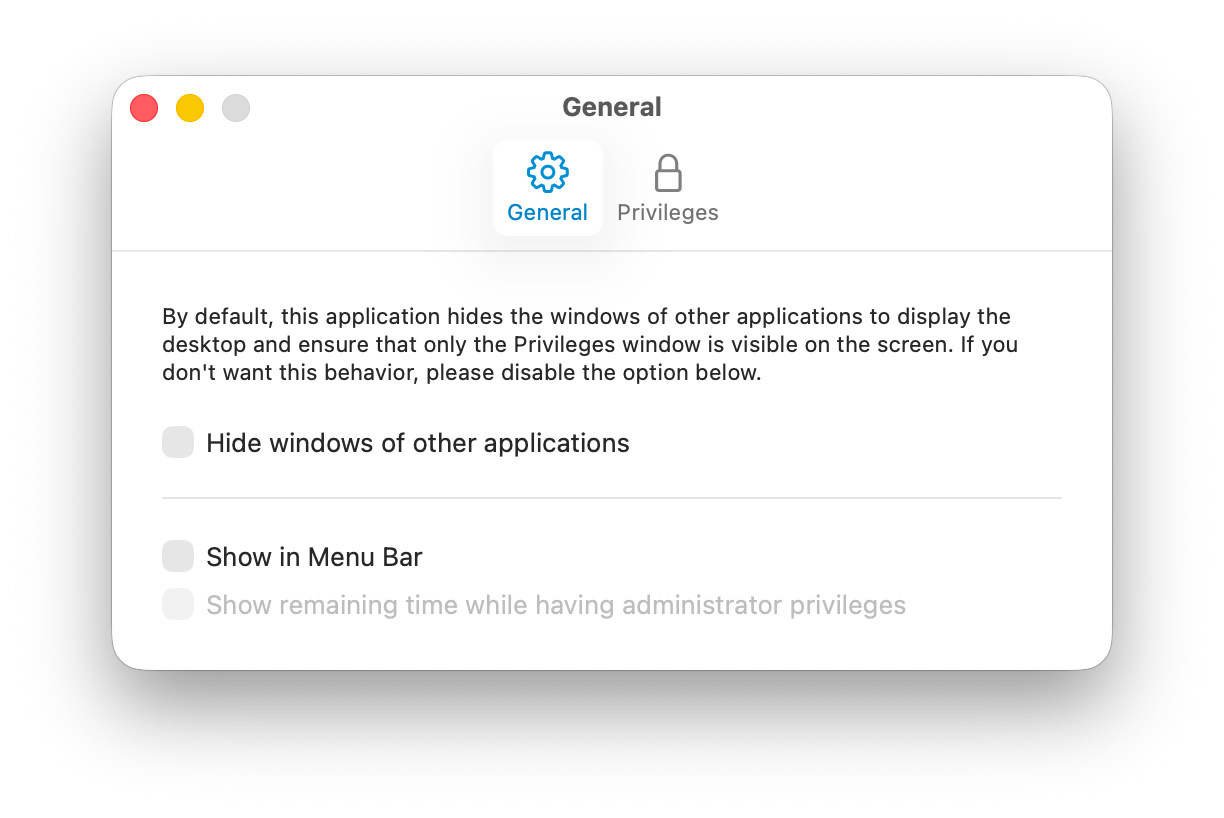 General
General
Privileges
By default, this application hides the windows of other applications to display the
desktop and ensure that only the Privileges window is visible on the screen. If you
don't want this behavior, please disable the option below.
Hide windows of other applications
Show in Menu Bar
Show remaining time while having administrator privileges